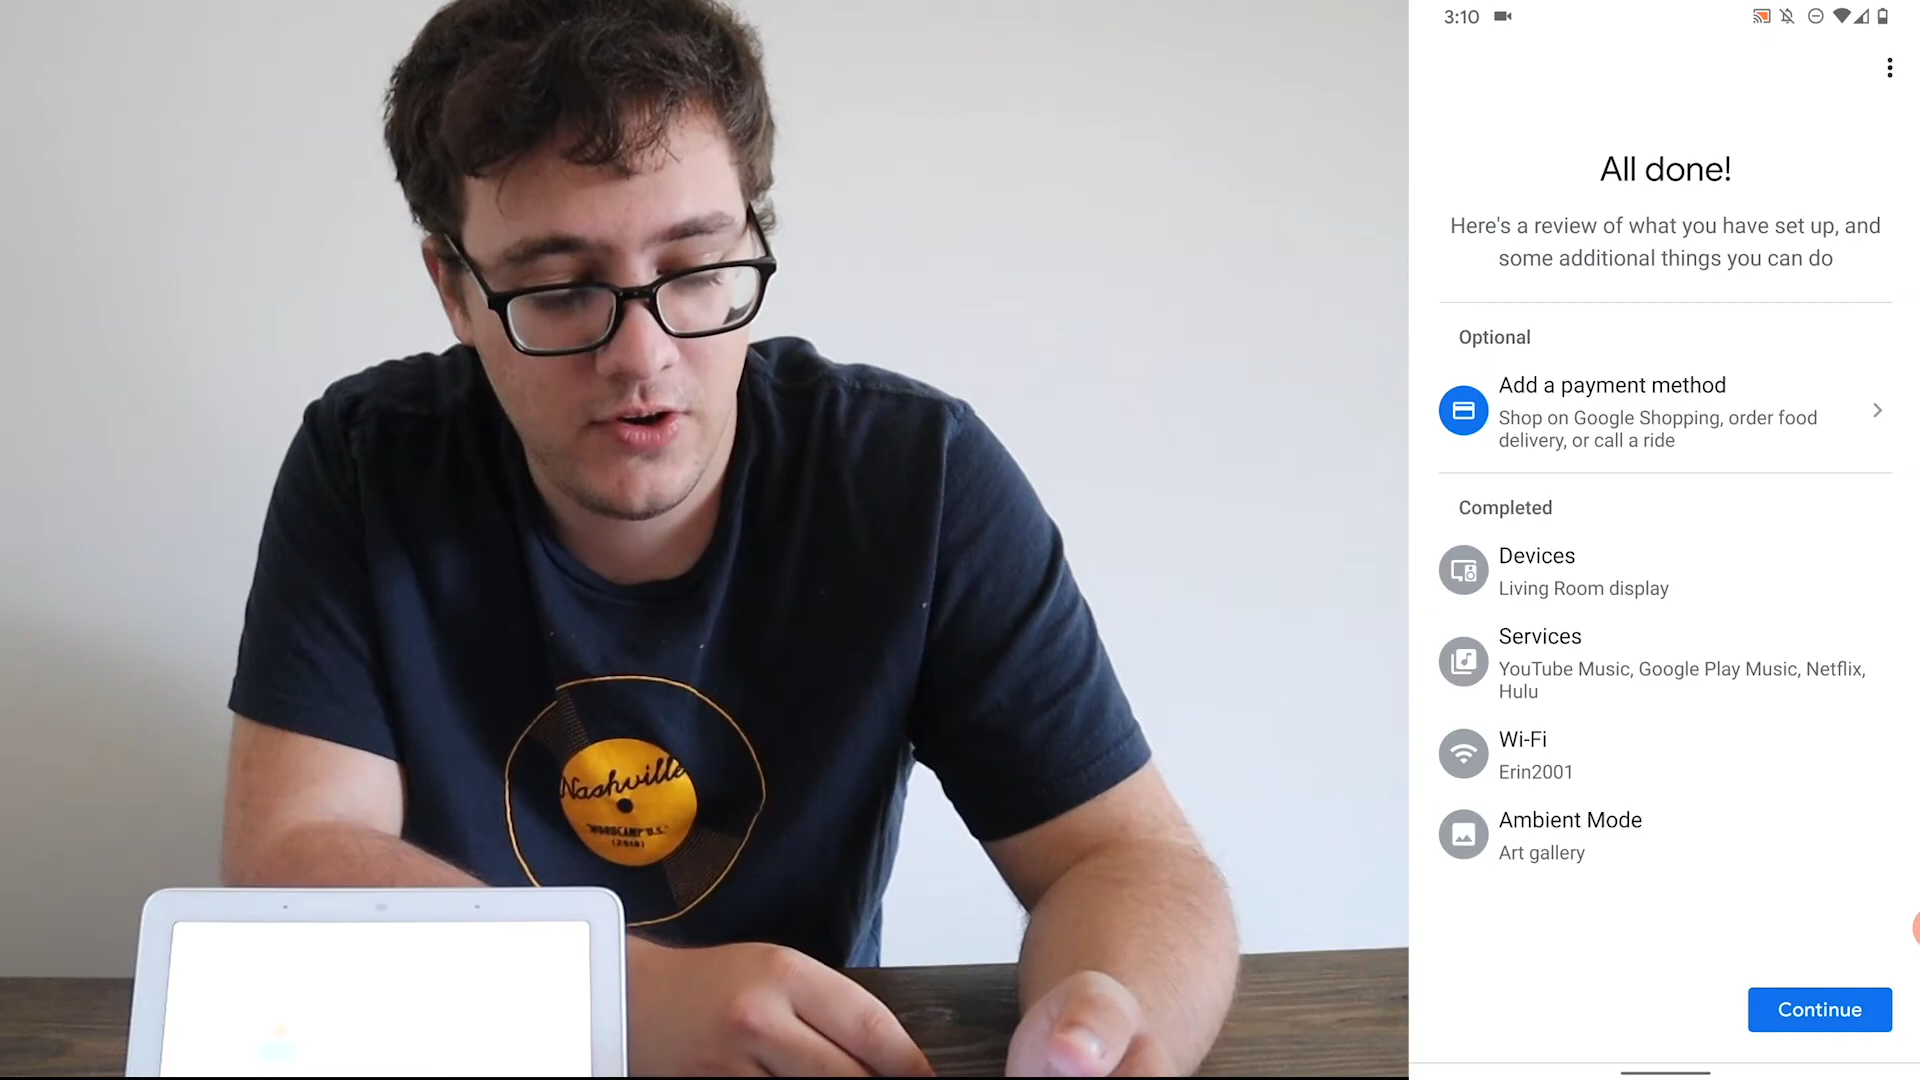 3:10
All done!
Here's a review of what you have set up, and
some additional things you can do
Optional
Add a payment method
Shop on Google Shopping, order food
delivery, or call a ride
Completed
Devices
Living Room display
Services
YouTube Music, Google Play Music, Netflix,
Hulu
Wi-Fi
Erin2001
Ambient Mode
Art gallery
Continue
Nashville
"WORDCAMP U.S."
(2018)